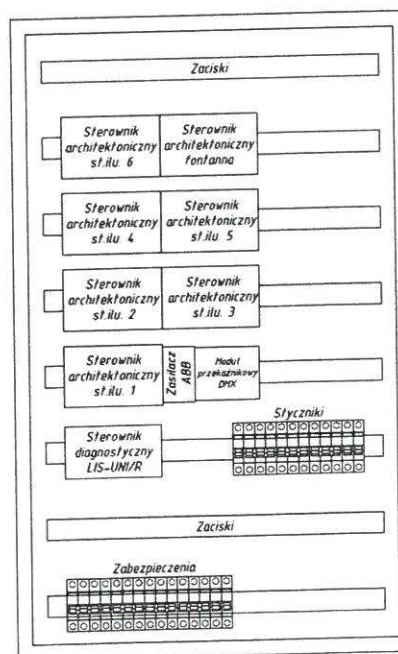 Zaciski
Sterownik
architektoniczny
st.ilu. 6
Sterownik
architektoniczny
fontanna
Sterownik
architektoniczny
st.ilu. 4
Sterownik
architektoniczny
st.ilu. 5
Sterownik
architektoniczny
st.ilu. 2
Sterownik
architektoniczny
st.ilu. 3
Sterownik
architektoniczny
st.ilu. 1
Zasilacz
ABB
Moduł
przekaźnikowy
DMX
Styczniki
Sterownik
diagnostyczny
LIS-UNI/R
Zaciski
Zabezpieczenia